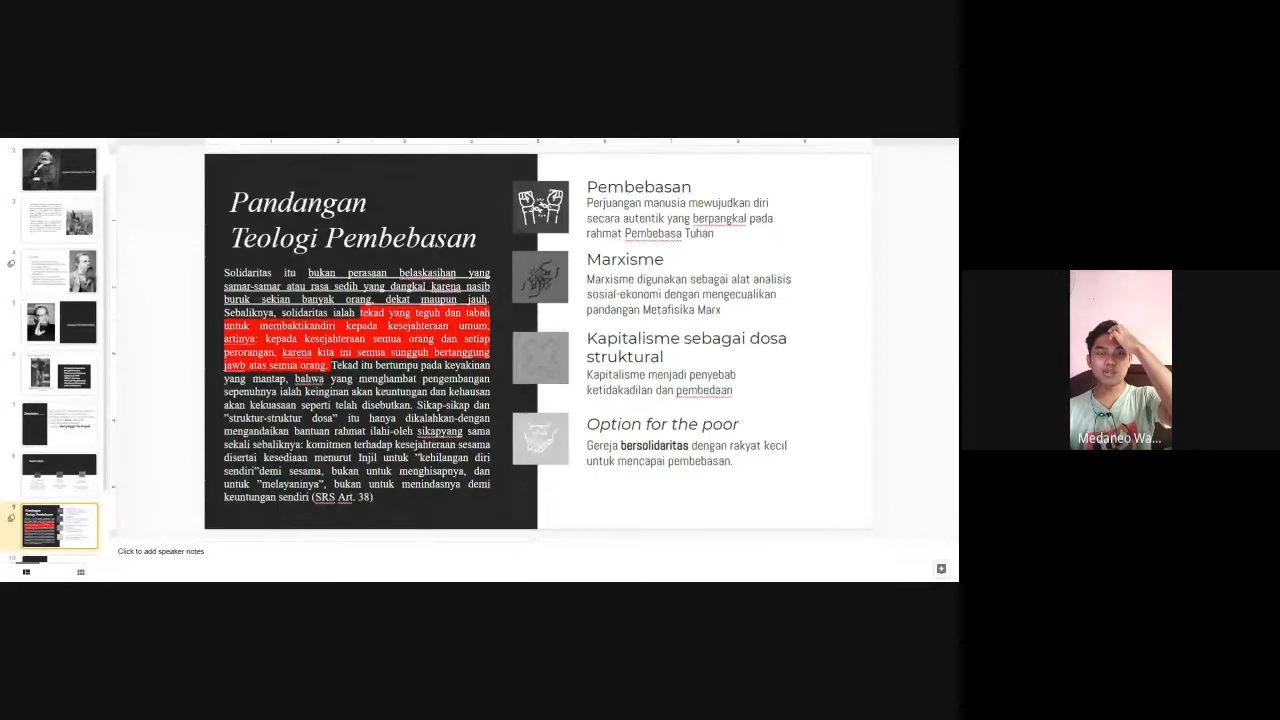 Pandangan
Teologi Pembebasan
Solidaritas itu bukan perasaan belaskasihan yang
samar-samar atau rasa sedih yang dangkal karena nasib
buruk sekian banyak orang, dekat maupun jauh.
Sebaliknya, solidaritas ialah tekad yang teguh dan tabah
untuk membaktikandiri kepada kesejahteraan umum,
artinya: kepada kesejahteraan semua orang dan setiap
perorangan, karena kita ini semua sungguh bertanggung
jawb atas semua orang. Tekad itu bertumpu pada keyakinan
yang mantap, bahwa yang menghambat pengembangan
sepenuhnya ialah keinginan akan keuntungan dan kehausan
akan kekuasaan seperti telah disebutkan. Sikap-sikap dan
"struktur-struktur dosa" itu hanya dikalahkan-dengan
mengandaikan bantuan rahmat ilahi-oleh sikapyang sama
sekali sebaliknya: komitmen terhadap kesejahteraan sesama
disertai kesediaan menurut Injil untuk "kehilangan diri
sendiri"demi sesama, bukan untuk menghisapnya, dan
untuk "melayaninya", bukan untuk menindasnya demi
keuntungan sendiri (SRS Art. 38)
Pembebasan
Perjuangan manusia mewujudkan diri
secara autentik yang berpangkal pada
rahmat Pembebasa Tuhan
Marxisme
Marxisme digunakan sebagai alat analisis
sosial-ekonomi dengan mengecualikan
pandangan Metafisika Marx
Kapitalisme sebagai dosa
struktural
Kapitalisme menjadi penyebab
ketidakadilan dan pembedaan
Option for the poor
Gereja bersolidaritas dengan rakyat kecil
untuk mencapai pembebasan.
Click to add speaker notes
Medaneo Wa...